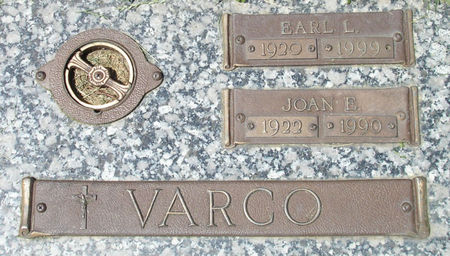 EARL L.
1920 1999
JOAN E.
1922 1990
VARCO